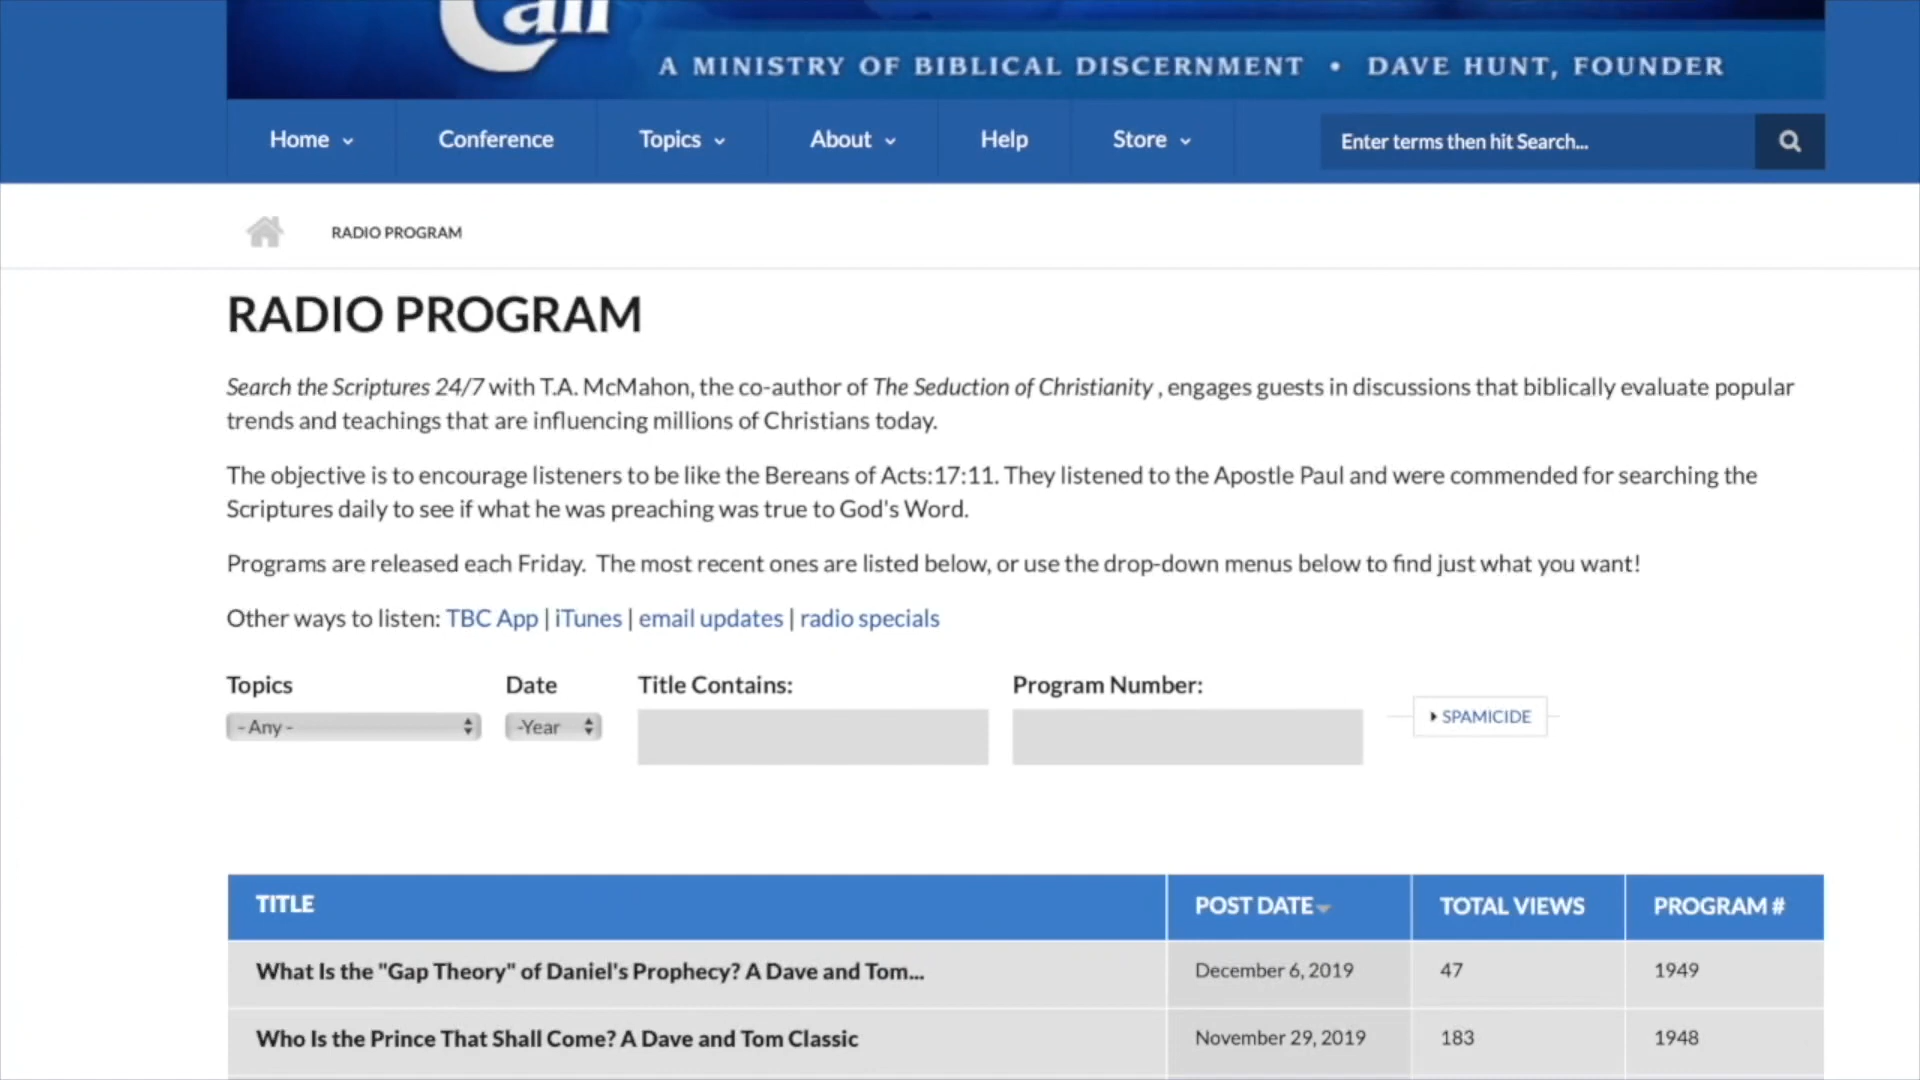 Call
A MINISTRY OF BIBLICAL DISCERNMENT • DAVE HUNT, FOUNDER
Home Conference Topics About Help Store Enter terms then hit Search...
RADIO PROGRAM
RADIO PROGRAM
Search the Scriptures 24/7 with T.A. McMahon, the co-author of The Seduction of Christianity , engages guests in discussions that biblically evaluate popular
trends and teachings that are influencing millions of Christians today.
The objective is to encourage listeners to be like the Bereans of Acts:17:11. They listened to the Apostle Paul and were commended for searching the
Scriptures daily to see if what he was preaching was true to God's Word.
Programs are released each Friday.  The most recent ones are listed below, or use the drop-down menus below to find just what you want!
Other ways to listen: TBC App | iTunes | email updates | radio specials
Topics Date Title Contains: Program Number:
- Any - -Year SPAMICIDE
TITLE POST DATE TOTAL VIEWS PROGRAM #
What Is the "Gap Theory" of Daniel's Prophecy? A Dave and Tom... December 6, 2019 47 1949
Who Is the Prince That Shall Come? A Dave and Tom Classic November 29, 2019 183 1948